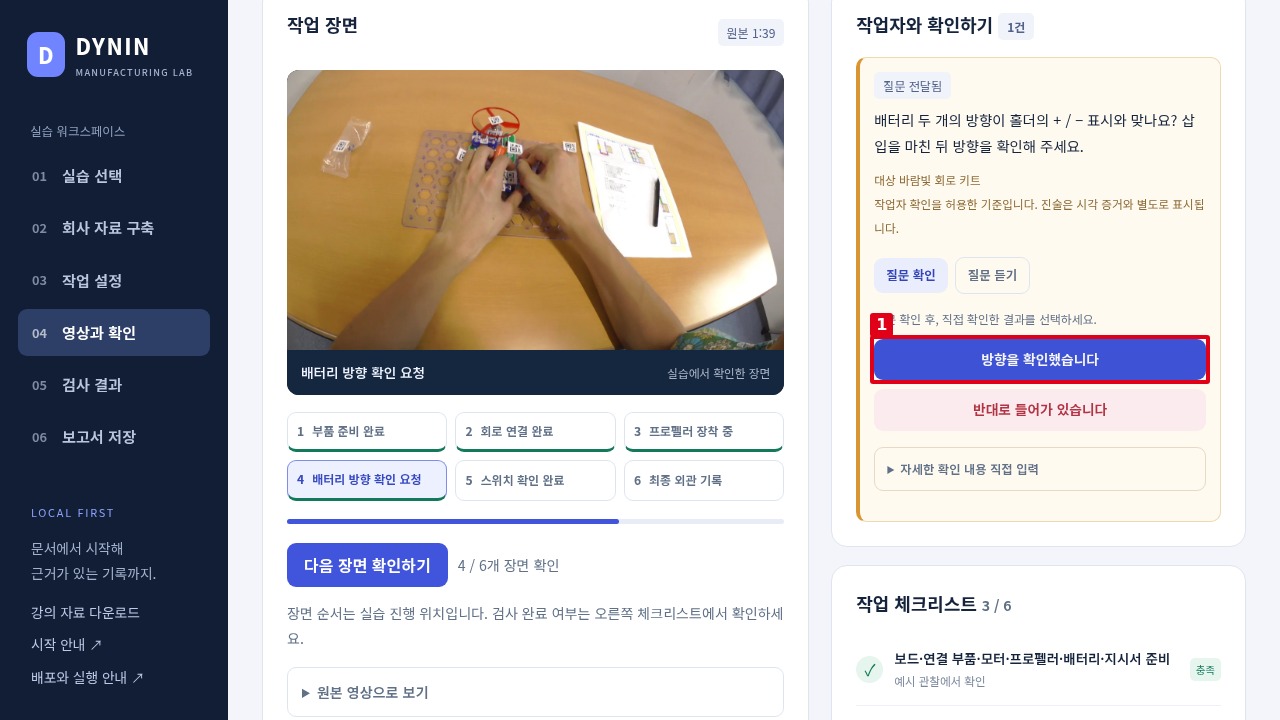 D
DYNIN
MANUFACTURING LAB
실습 워크스페이스
01 실습 선택
02 회사 자료 구축
03 작업 설정
04 영상과 확인
05 검사 결과
06 보고서 저장
LOCAL FIRST
문서에서 시작해
근거가 있는 기록까지.
강의 자료 다운로드
시작 안내 ↗
배포와 실행 안내 ↗
작업 장면
원본 1:39
배터리 방향 확인 요청
실습에서 확인한 장면
1 부품 준비 완료
2 회로 연결 완료
3 프로펠러 장착 중
4 배터리 방향 확인 요청
5 스위치 확인 완료
6 최종 외관 기록
다음 장면 확인하기
4 / 6개 장면 확인
장면 순서는 실습 진행 위치입니다. 검사 완료 여부는 오른쪽 체크리스트에서 확인하세
요.
▶ 원본 영상으로 보기
작업자와 확인하기 1건
질문 전달됨
배터리 두 개의 방향이 홀더의 + / − 표시와 맞나요? 삽
입을 마친 뒤 방향을 확인해 주세요.
대상 바람빛 회로 키트
작업자 확인을 허용한 기준입니다. 진술은 시각 증거와 별도로 표시됩
니다.
질문 확인
질문 듣기
1
확인 후, 직접 확인한 결과를 선택하세요.
방향을 확인했습니다
반대로 들어가 있습니다
▶ 자세한 확인 내용 직접 입력
작업 체크리스트 3 / 6
✓ 보드·연결 부품·모터·프로펠러·배터리·지시서 준비
예시 관찰에서 확인
충족